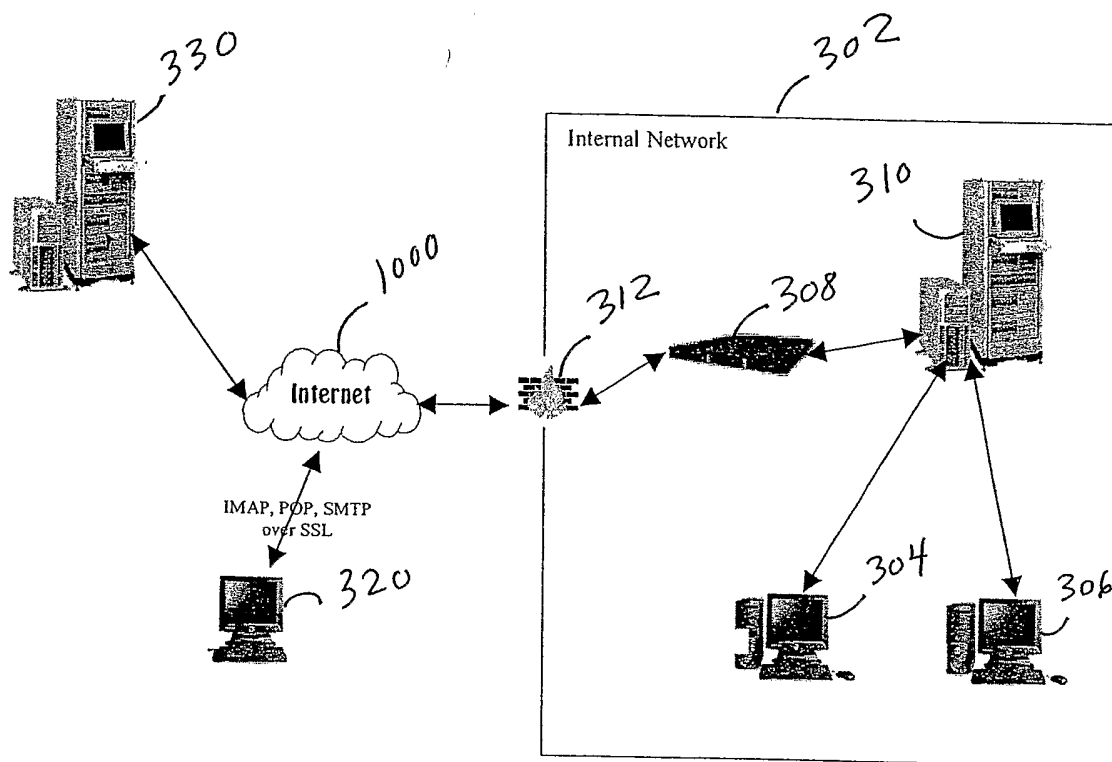 330
302
Internal Network
310
1000
312
308
Internet
IMAP, POP, SMTP
over SSL
320
304
306